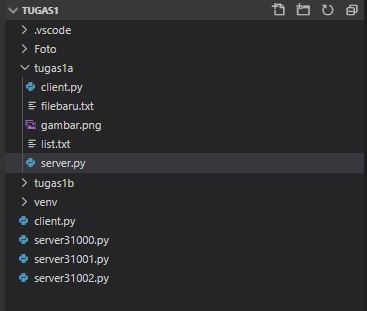 TUGAS1
.vscode
Foto
tugas1a
client.py
filebaru.txt
gambar.png
list.txt
server.py
tugas1b
venv
client.py
server31000.py
server31001.py
server31002.py